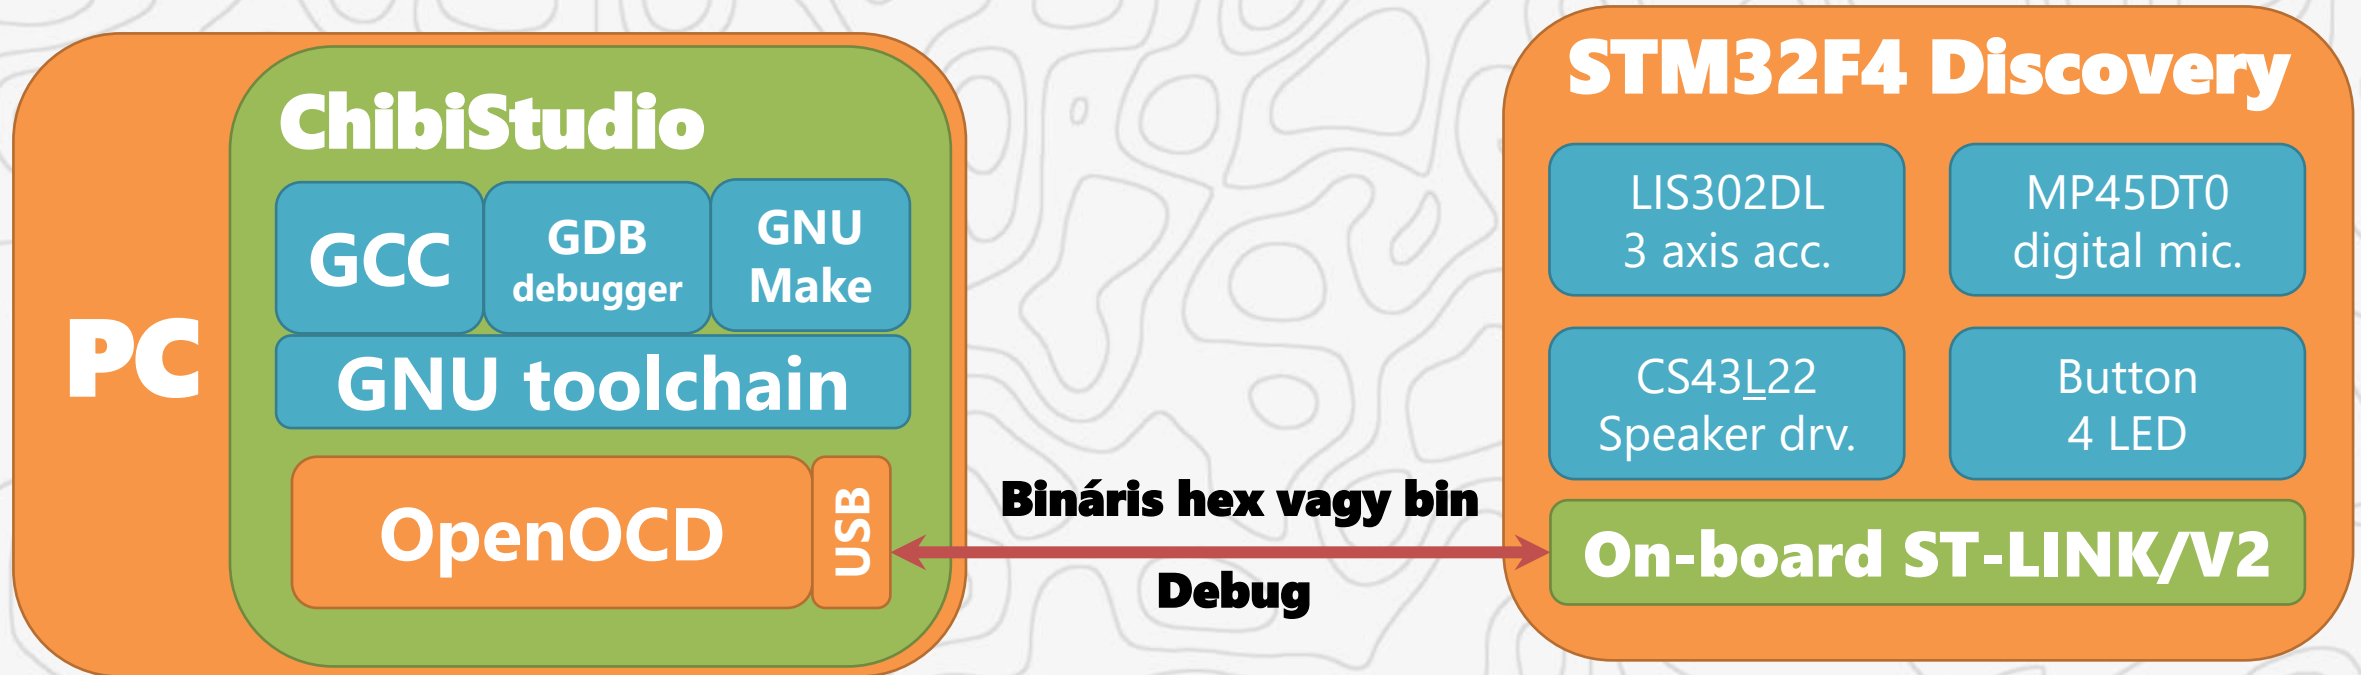 PC
ChibiStudio
GCC
GDB
debugger
GNU
Make
GNU toolchain
OpenOCD
USB
Bináris hex vagy bin
Debug
STM32F4 Discovery
LIS302DL
3 axis acc.
MP45DT0
digital mic.
CS43L22
Speaker drv.
Button
4 LED
On-board ST-LINK/V2